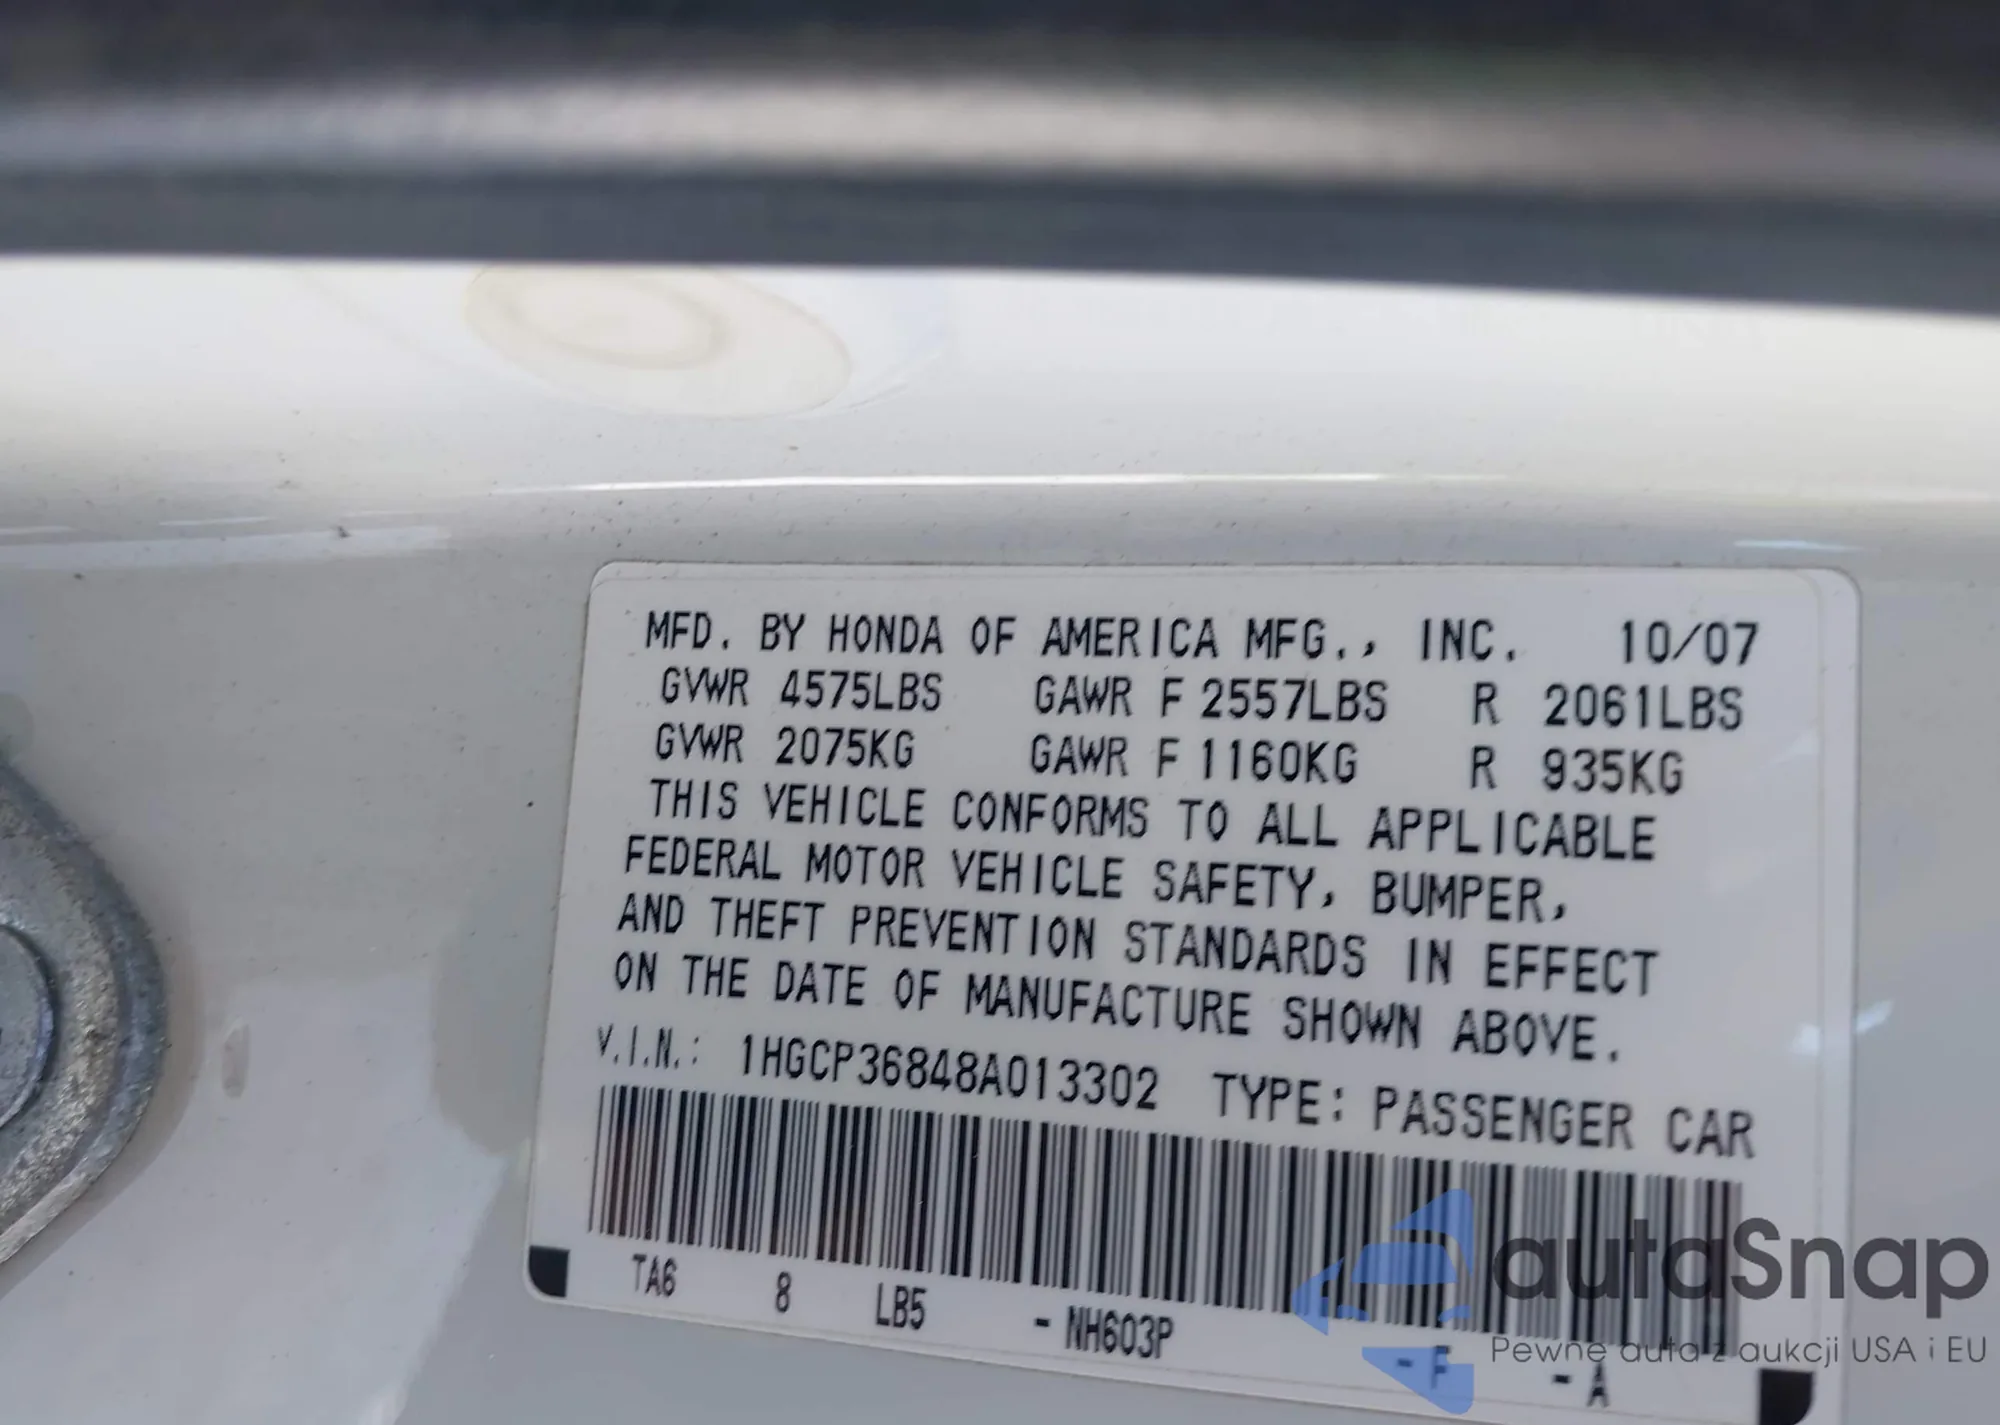 MFD. BY HONDA OF AMERICA MFG., INC. 10/07
GVWR 4575LBS GAWR F 2557LBS R 2061LBS
GVWR 2075KG GAWR F 1160KG R 935KG
THIS VEHICLE CONFORMS TO ALL APPLICABLE
FEDERAL MOTOR VEHICLE SAFETY, BUMPER,
AND THEFT PREVENTION STANDARDS IN EFFECT
ON THE DATE OF MANUFACTURE SHOWN ABOVE.
V.I.N.: 1HGCP36848A013302 TYPE: PASSENGER CAR
TA6 8 LB5 - NH603P - F - A
autaSnap
Pewne auta z aukcji USA i EU